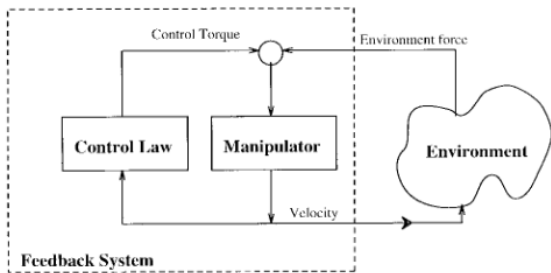 Control Torque
Environment force
Control Law
Manipulator
Environment
Velocity
Feedback System